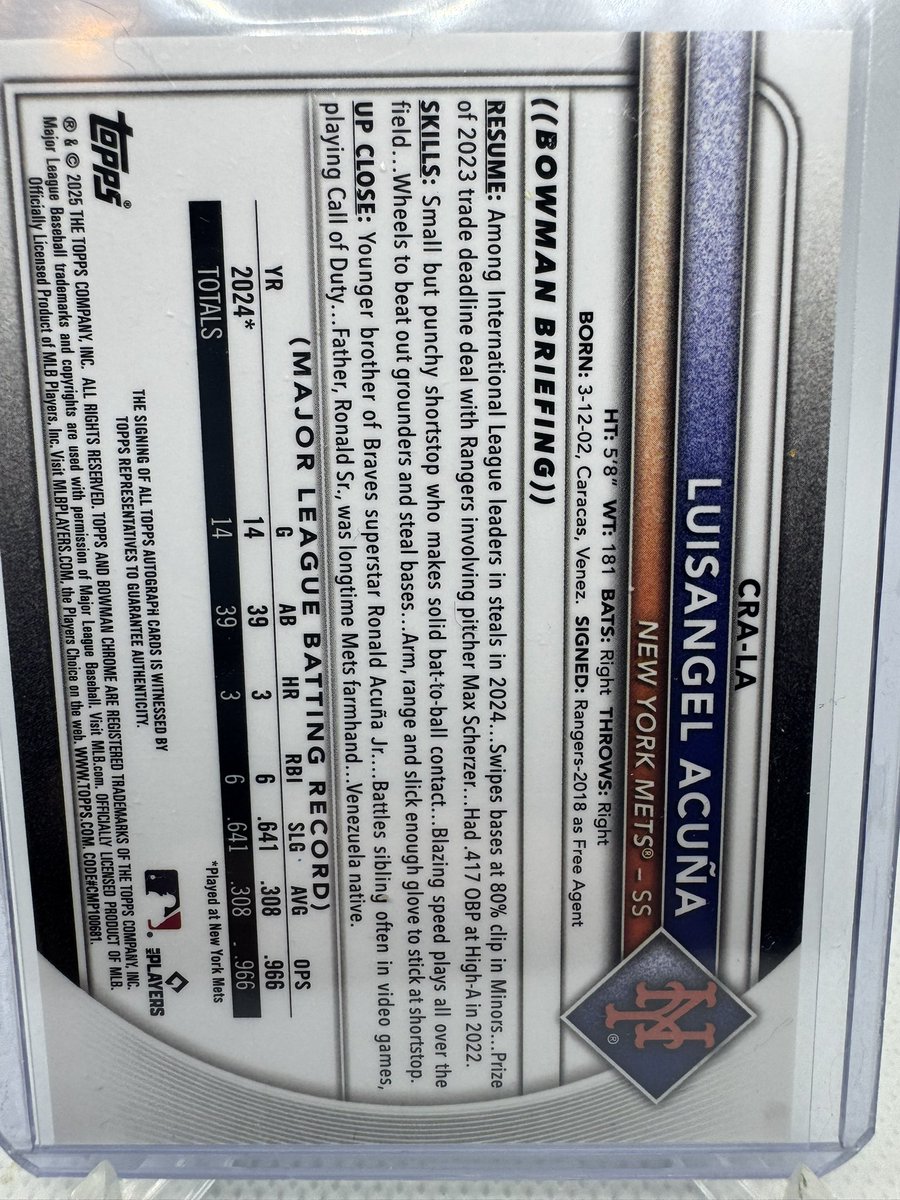 CRA-LA
LUISANGEL ACUÑA
NEW YORK METS® – SS
NY ®
HT: 5'8" WT: 181 BATS: Right THROWS: Right
BORN: 3-12-02, Caracas, Venez. SIGNED: Rangers-2018 as Free Agent
((BOWMAN BRIEFING))
RESUME: Among International League leaders in steals in 2024...Swipes bases at 80% clip in Minors...Prize
of 2023 trade deadline deal with Rangers involving pitcher Max Scherzer...Had .417 OBP at High-A in 2022.
SKILLS: Small but punchy shortstop who makes solid bat-to-ball contact...Blazing speed plays all over the
field...Wheels to beat out grounders and steal bases...Arm, range and slick enough glove to stick at shortstop.
UP CLOSE: Younger brother of Braves superstar Ronald Acuña Jr....Battles sibling often in video games,
playing Call of Duty...Father, Ronald Sr., was longtime Mets farmhand...Venezuela native.
(MAJOR LEAGUE BATTING RECORD)
YR G AB HR RBI SLG AVG OPS
2024* 14 39 3 6 .641 .308 .966
TOTALS 14 39 3 6 .641 .308 .966
*Played at New York Mets
THE SIGNING OF ALL TOPPS AUTOGRAPH CARDS IS WITNESSED BY
TOPPS REPRESENTATIVES TO GUARANTEE AUTHENTICITY.
topps®
MLB PLAYERS
® & © 2025 THE TOPPS COMPANY, INC. ALL RIGHTS RESERVED. TOPPS AND BOWMAN CHROME ARE REGISTERED TRADEMARKS OF THE TOPPS COMPANY, INC.
Major League Baseball trademarks and copyrights are used with permission of Major League Baseball. Visit MLB.com. OFFICIALLY LICENSED PRODUCT OF MLB.
Officially Licensed Product of MLB Players, Inc. Visit MLBPLAYERS.COM, the Players Choice on the web. WWW.TOPPS.COM. CODE#CMP100681.